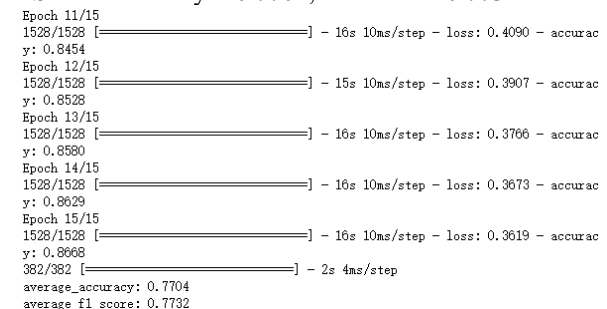 Epoch 11/15
1528/1528 [==============================] - 16s 10ms/step - loss: 0.4090 - accurac
y: 0.8454
Epoch 12/15
1528/1528 [==============================] - 15s 10ms/step - loss: 0.3907 - accurac
y: 0.8528
Epoch 13/15
1528/1528 [==============================] - 16s 10ms/step - loss: 0.3766 - accurac
y: 0.8580
Epoch 14/15
1528/1528 [==============================] - 16s 10ms/step - loss: 0.3673 - accurac
y: 0.8629
Epoch 15/15
1528/1528 [==============================] - 16s 10ms/step - loss: 0.3619 - accurac
y: 0.8668
382/382 [==============================] - 2s 4ms/step
average_accuracy: 0.7704
average f1 score: 0.7732